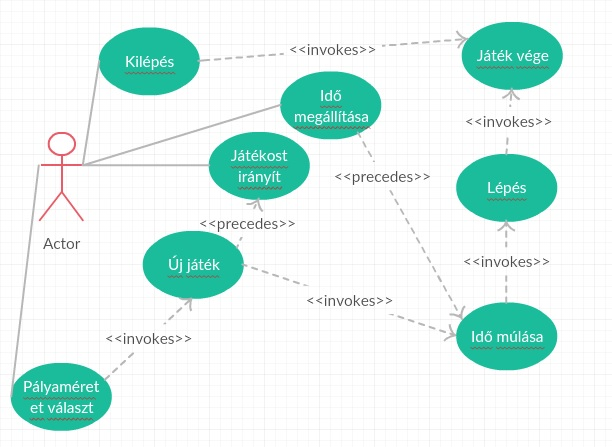 Kilépés
<<invokes>>
Játék vége
Idő
megállítása
<<invokes>>
Játékost
irányít
<<precedes>>
Lépés
<<precedes>>
Actor
Új játék
<<invokes>>
<<invokes>>
<<invokes>>
Idő múlása
Pályaméret
et választ